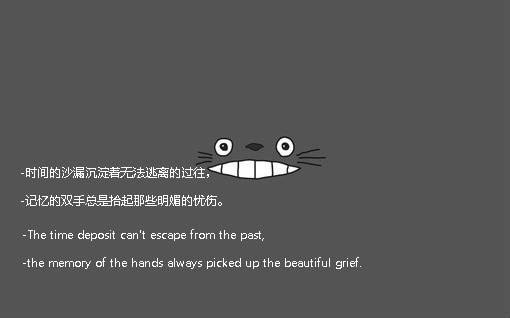 -时间的沙漏沉淀着无法逃离的过往，
-记忆的双手总是拾起那些明媚的忧伤。
-The time deposit can't escape from the past,
-the memory of the hands always picked up the beautiful grief.